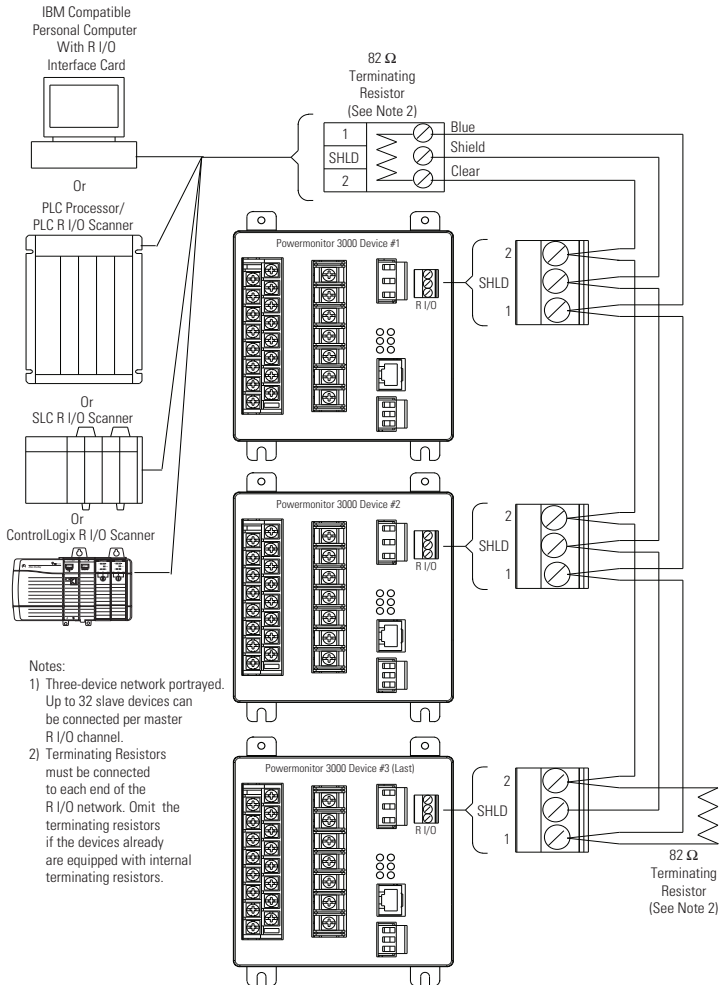 IBM Compatible
Personal Computer
With R I/O
Interface Card
Or
PLC Processor/
PLC R I/O Scanner
Or
SLC R I/O Scanner
Or
ControlLogix R I/O Scanner
82 Ω
Terminating
Resistor
(See Note 2)
1
SHLD
2
Blue
Shield
Clear
Powermonitor 3000 Device #1
R I/O
2
SHLD
1
Powermonitor 3000 Device #2
R I/O
2
SHLD
1
Powermonitor 3000 Device #3 (Last)
R I/O
2
SHLD
1
82 Ω
Terminating
Resistor
(See Note 2)
Notes:
1) Three-device network portrayed.
Up to 32 slave devices can
be connected per master
R I/O channel.
2) Terminating Resistors
must be connected
to each end of the
R I/O network. Omit the
terminating resistors
if the devices already
are equipped with internal
terminating resistors.